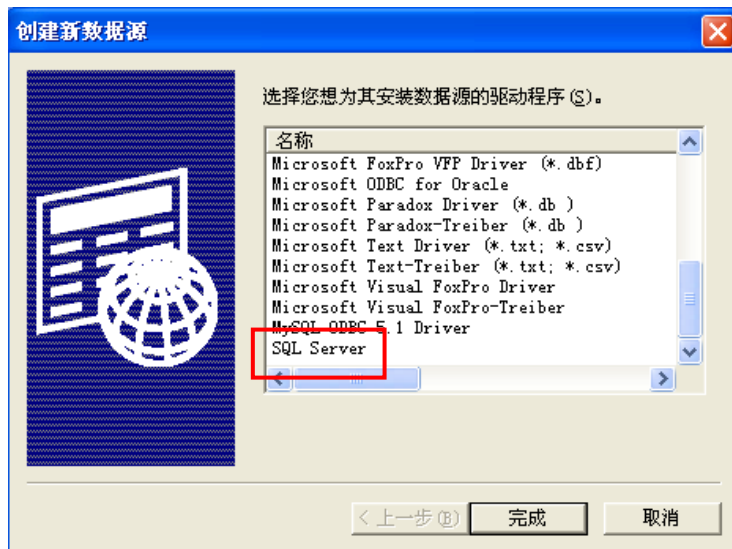 创建新数据源
选择您想为其安装数据源的驱动程序(S)。
名称
Microsoft FoxPro VFP Driver (*.dbf)
Microsoft ODBC for Oracle
Microsoft Paradox Driver (*.db )
Microsoft Paradox-Treiber (*.db )
Microsoft Text Driver (*.txt; *.csv)
Microsoft Text-Treiber (*.txt; *.csv)
Microsoft Visual FoxPro Driver
Microsoft Visual FoxPro-Treiber
MySQL ODBC 5.1 Driver
SQL Server
< 上一步(B) 完成 取消